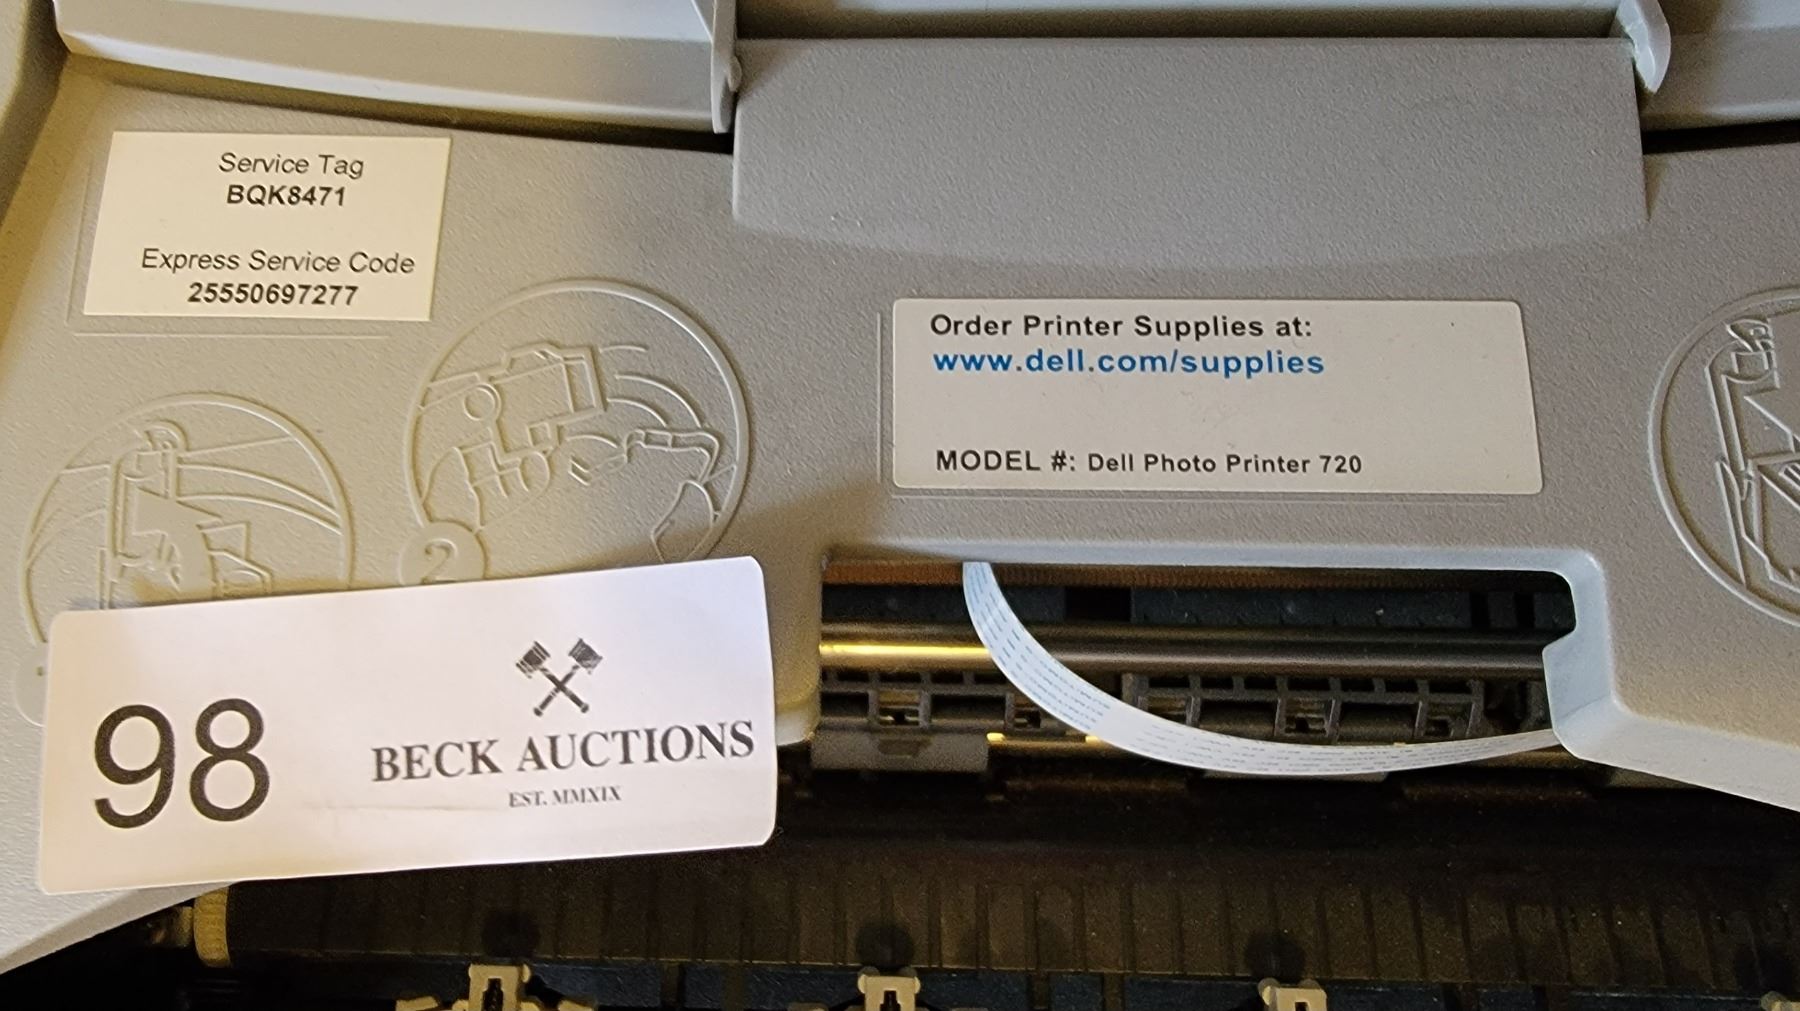 Service Tag
BQK8471
Express Service Code
25550697277
Order Printer Supplies at:
www.dell.com/supplies
MODEL #: Dell Photo Printer 720
2
98
BECK AUCTIONS
EST. MMXIX